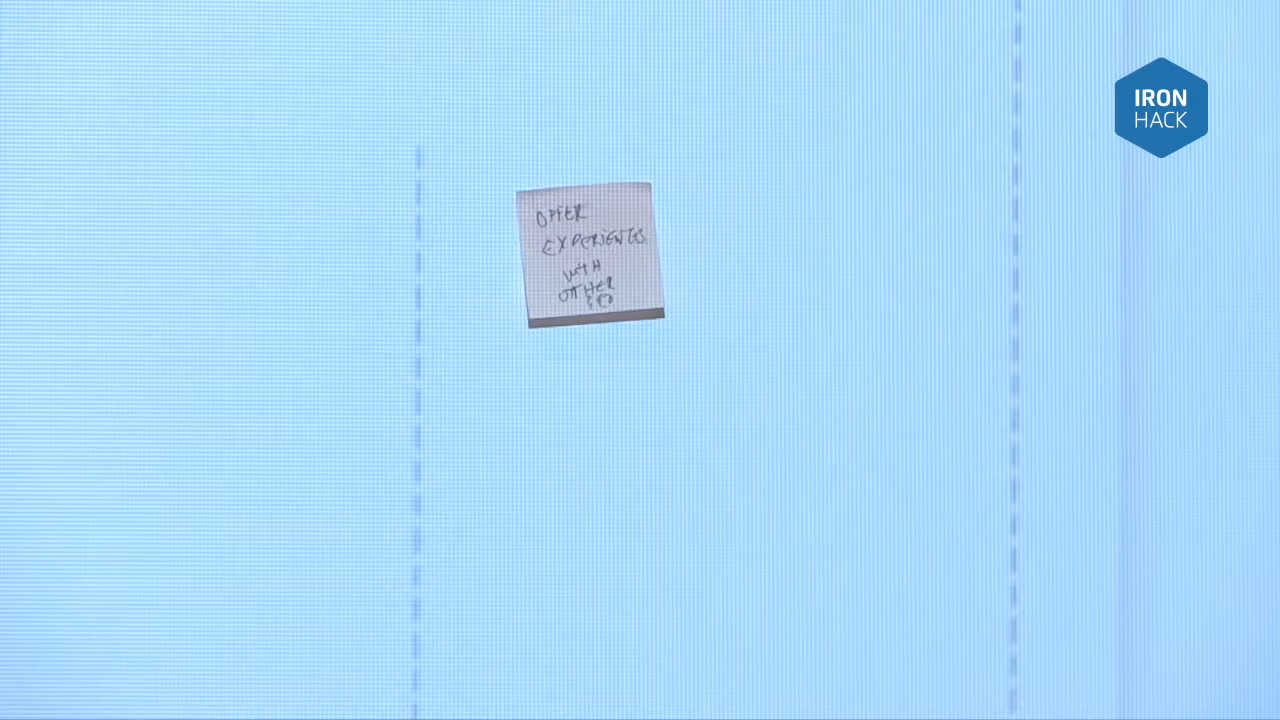 IRON
HACK
OFFER
EXPERIENCES
WITH
OTHER